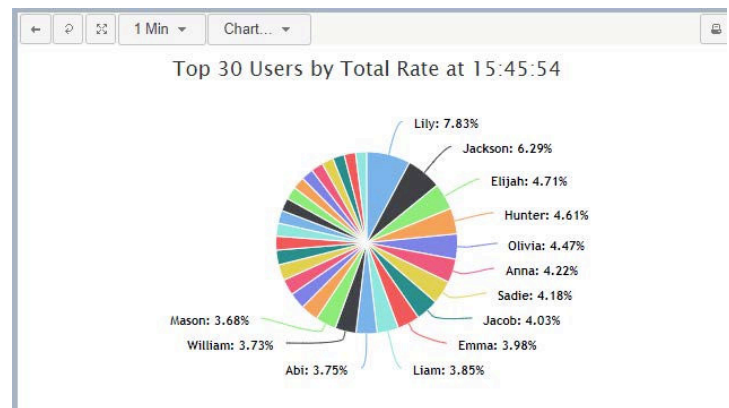 1 Min Chart...
Top 30 Users by Total Rate at 15:45:54
Lily: 7.83%
Jackson: 6.29%
Elijah: 4.71%
Hunter: 4.61%
Olivia: 4.47%
Anna: 4.22%
Sadie: 4.18%
Jacob: 4.03%
Emma: 3.98%
Liam: 3.85%
Abi: 3.75%
William: 3.73%
Mason: 3.68%